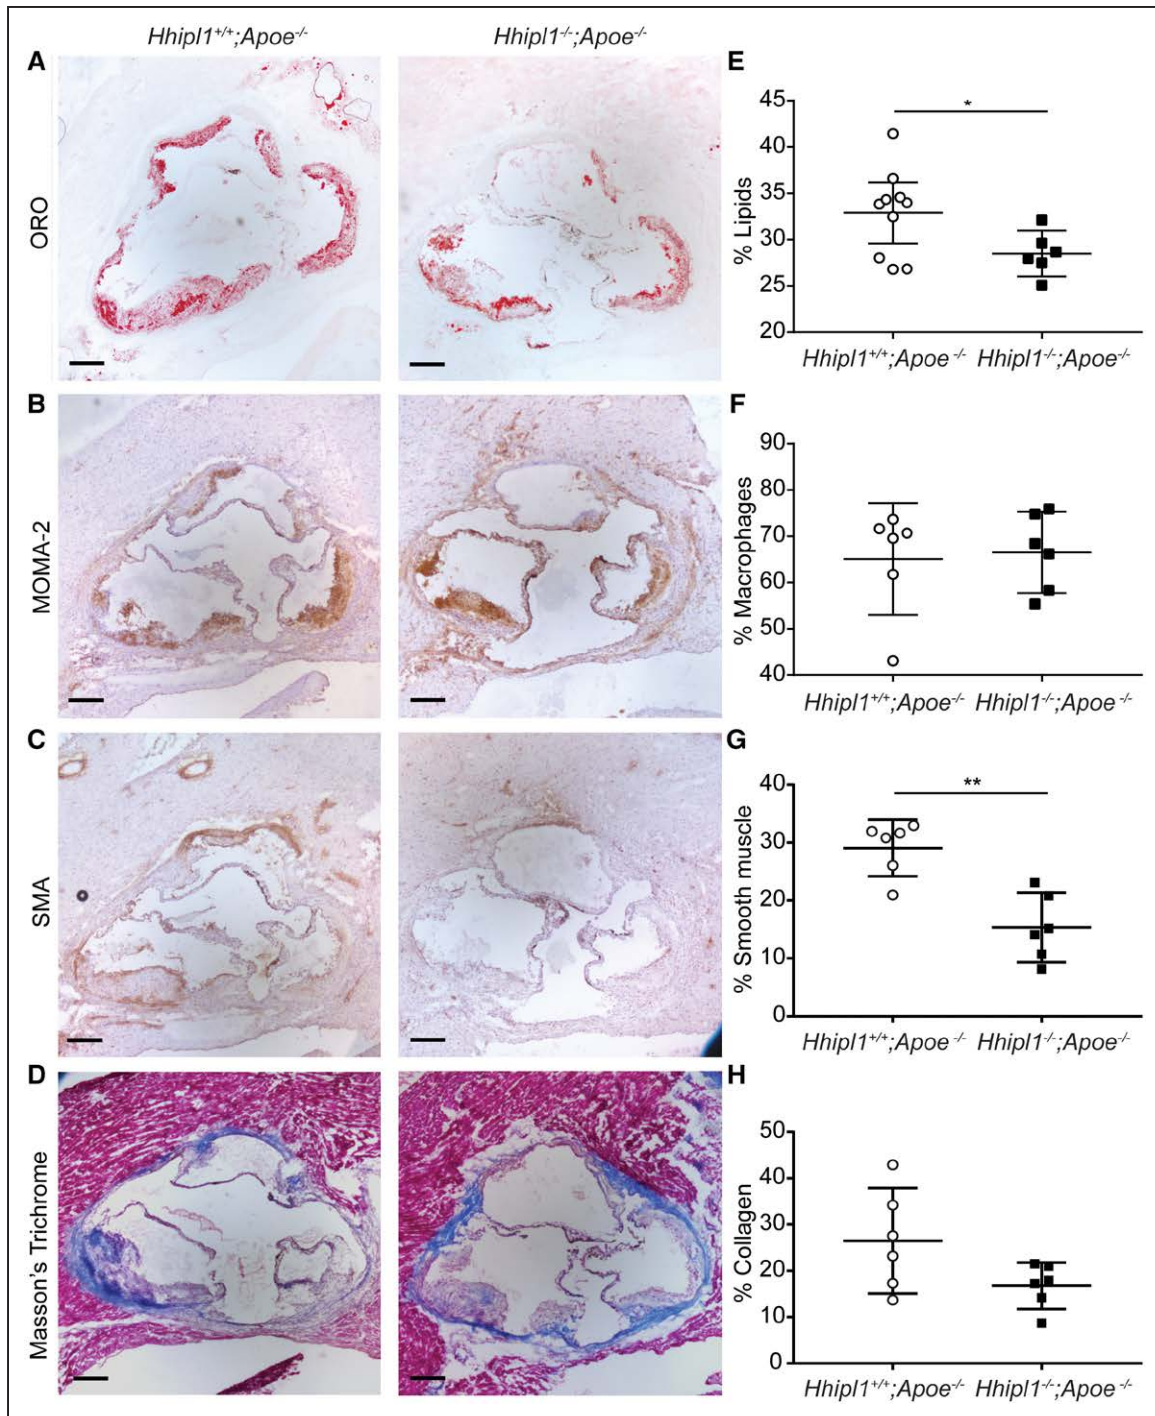 Hhipl1+/+;Apoe-/-
Hhipl1-/-;Apoe-/-
A
ORO
B
MOMA-2
C
SMA
D
Masson's Trichrome
E
% Lipids
45
40
35
30
25
20
*
Hhipl1+/+;Apoe -/-
Hhipl1-/-;Apoe-/-
F
% Macrophages
90
80
70
60
50
40
Hhipl1+/+;Apoe-/-
Hhipl1-/-;Apoe -/-
G
% Smooth muscle
40
30
20
10
0
**
Hhipl1+/+;Apoe -/-
Hhipl1-/-;Apoe-/-
H
% Collagen
50
40
30
20
10
0
Hhipl1+/+;Apoe-/-
Hhipl1-/-;Apoe -/-